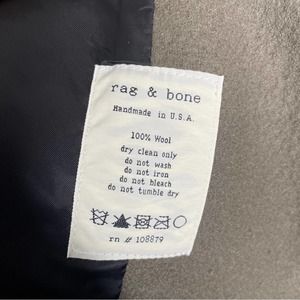 rag & bone
Handmade in U.S.A.
100% Wool
dry clean only
do not wash
do not iron
do not bleach
do not tumble dry
rn # 108879